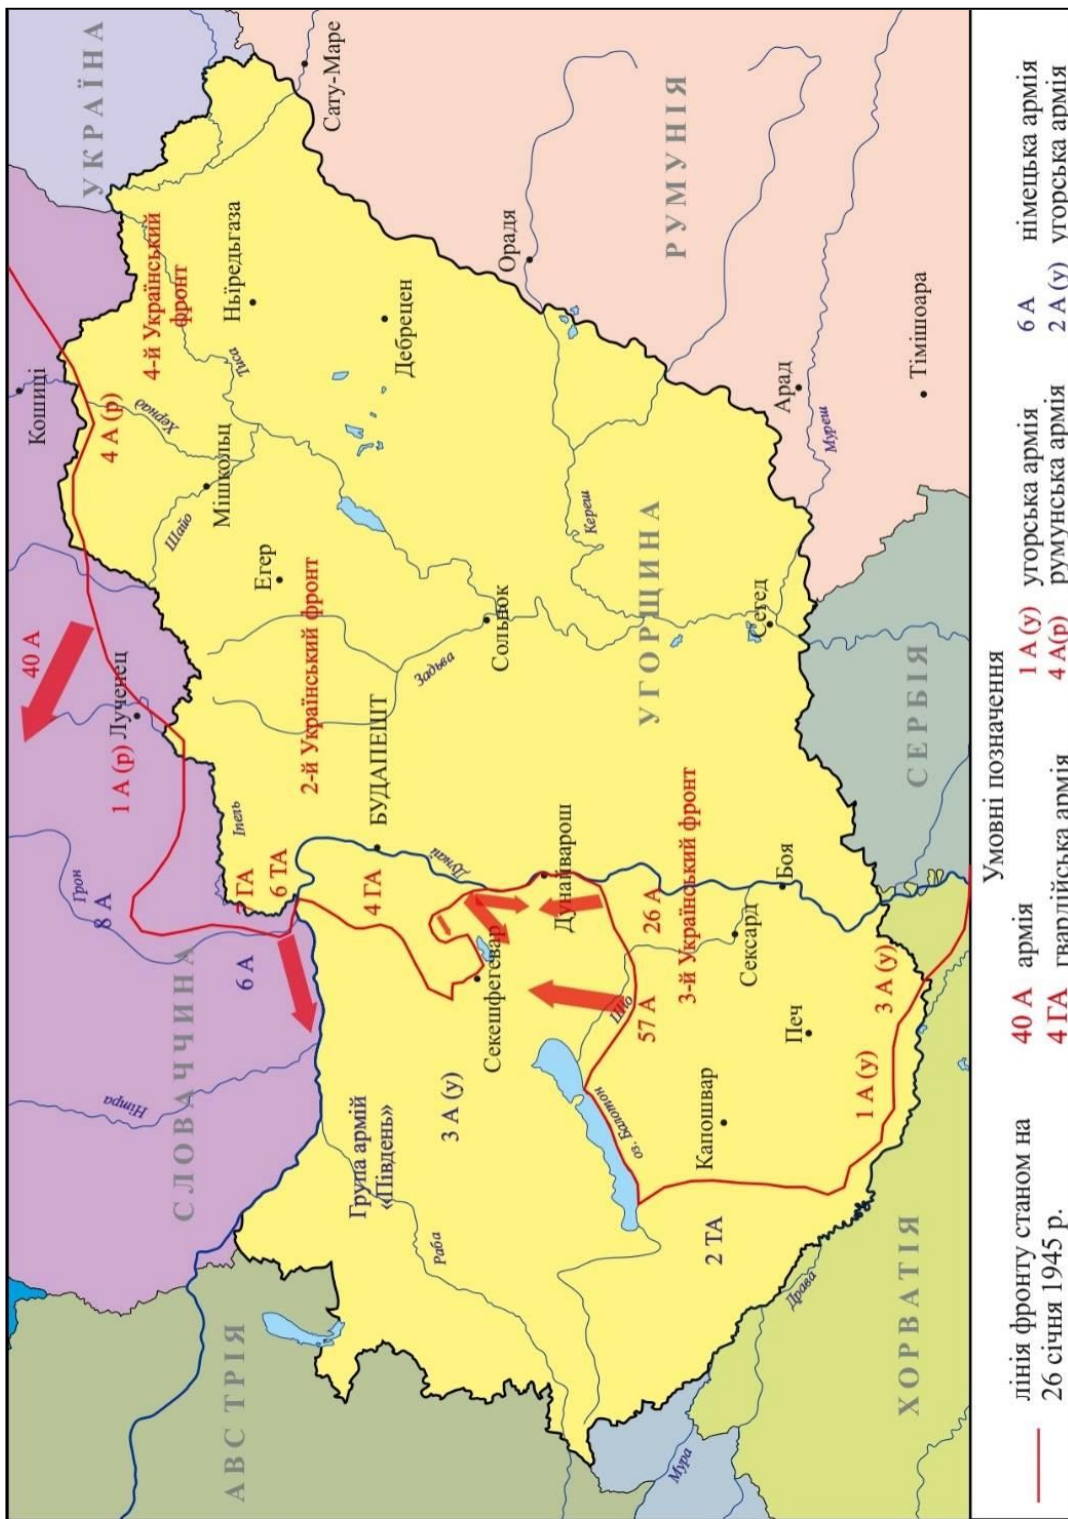 УКРАЇНА
Кошиці
40 А
Лученец
1 А (р)
Грон
8 А
СЛОВАЧЧИНА
Нітра
6 А
4 А (р)
Хернад
4-й Український
фронт
Ньїредьгаза
Тиса
Мішкольц
Шайо
Егер
Сату-Маре
Дебрецен
2-й Український фронт
Іпель
7 ГА
6 ТА
БУДАПЕШТ
4 ГА
Дунай
АВСТРІЯ
Група армій
«Південь»
Раба
3 А (у)
Секешфегевар
Задьва
Сольнок
Орадя
Кереш
РУМУНІЯ
УГОРЩИНА
Дунайварош
26 А
57 А
3-й Український фронт
оз. Балотон
Капошвар
2 ТА
Сексард
Печ
Боя
Сегед
Арад
Муреш
Тімішоара
СЕРБІЯ
3 А (у)
1 А (у)
Драва
Мура
ХОРВАТІЯ
Умовні позначення
лінія фронту станом на
26 січня 1945 р.
40 А армія
4 ГА гвардійська армія
1 А (у) угорська армія
4 А(р) румунська армія
6 А німецька армія
2 А (у) угорська армія